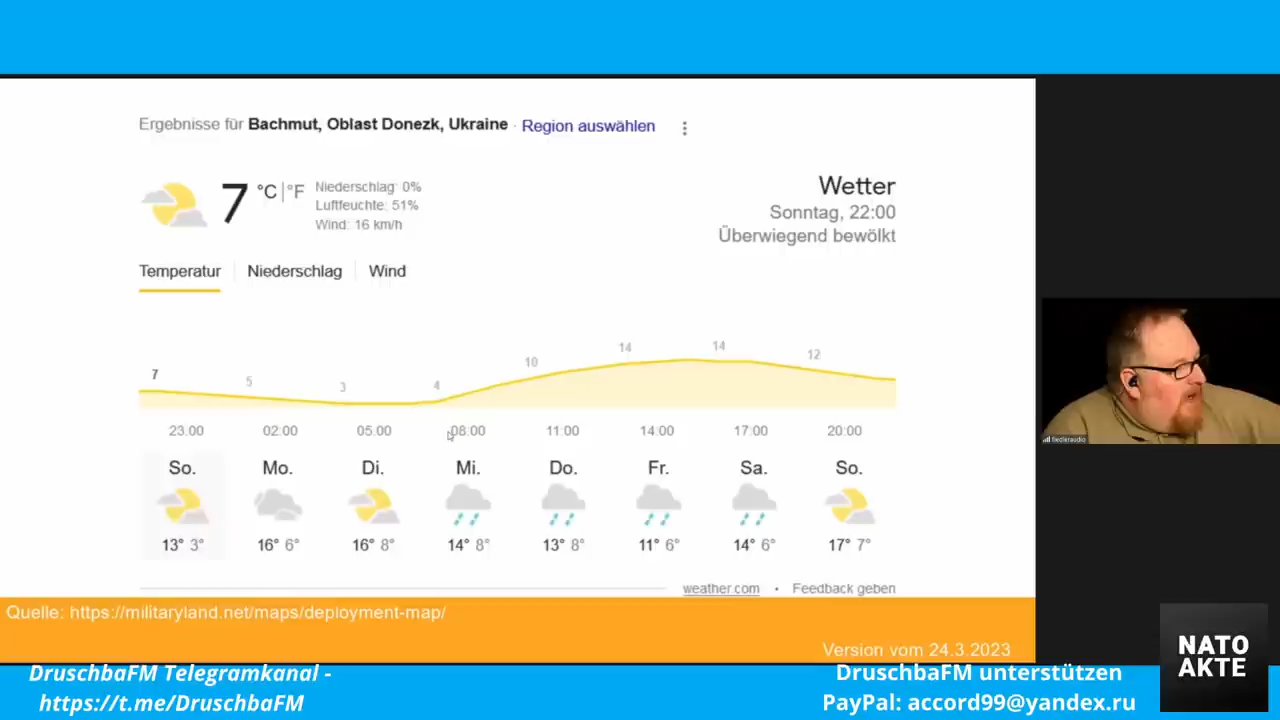 Ergebnisse für Bachmut, Oblast Donezk, Ukraine · Region auswählen
7 °C | °F
Niederschlag: 0%
Luftfeuchte: 51%
Wind: 16 km/h
Wetter
Sonntag, 22:00
Überwiegend bewölkt
Temperatur Niederschlag Wind
7 5 3 4 10 14 14 12
23:00 02:00 05:00 08:00 11:00 14:00 17:00 20:00
So. Mo. Di. Mi. Do. Fr. Sa. So.
13° 3° 16° 6° 16° 8° 14° 8° 13° 8° 11° 6° 14° 6° 17° 7°
weather.com • Feedback geben
fiedleraudio
Quelle: https://militaryland.net/maps/deployment-map/
Version vom 24.3.2023
DruschbaFM Telegramkanal -
https://t.me/DruschbaFM
DruschbaFM unterstützen
PayPal: accord99@yandex.ru
NATO
AKTE